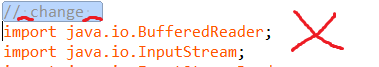 // change
import java.io.BufferedReader;
import java.io.InputStream;